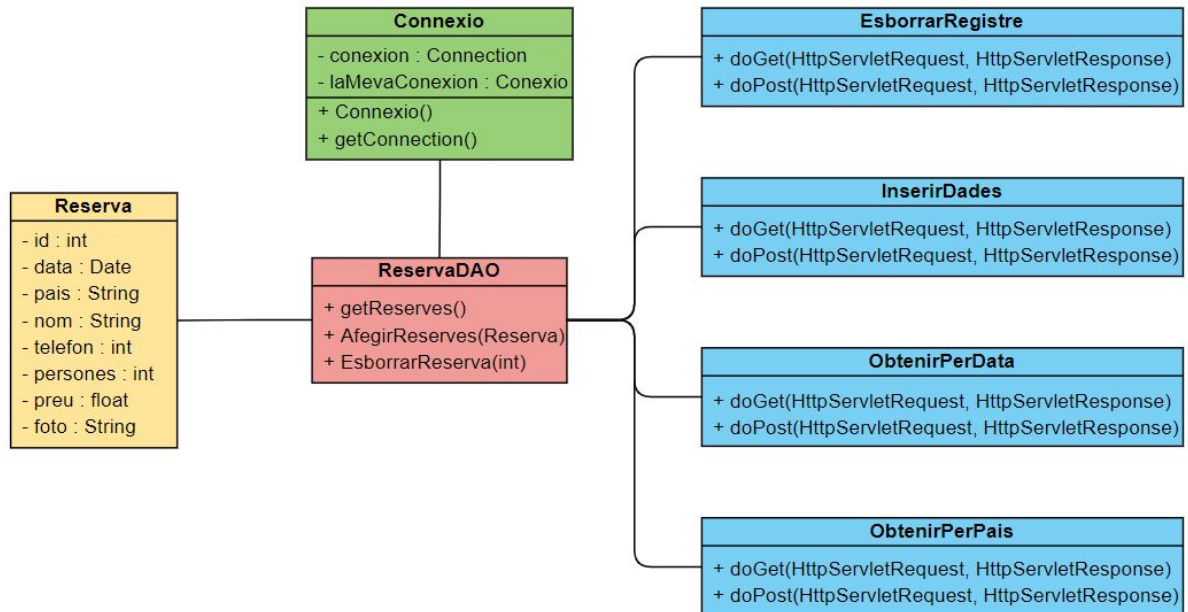 Connexio
- conexion : Connection
- laMevaConexion : Conexio
+ Connexio()
+ getConnection()
Reserva
- id : int
- data : Date
- pais : String
- nom : String
- telefon : int
- persones : int
- preu : float
- foto : String
ReservaDAO
+ getReserves()
+ AfegirReserves(Reserva)
+ EsborrarReserva(int)
EsborrarRegistre
+ doGet(HttpServletRequest, HttpServletResponse)
+ doPost(HttpServletRequest, HttpServletResponse)
InserirDades
+ doGet(HttpServletRequest, HttpServletResponse)
+ doPost(HttpServletRequest, HttpServletResponse)
ObtenirPerData
+ doGet(HttpServletRequest, HttpServletResponse)
+ doPost(HttpServletRequest, HttpServletResponse)
ObtenirPerPais
+ doGet(HttpServletRequest, HttpServletResponse)
+ doPost(HttpServletRequest, HttpServletResponse)